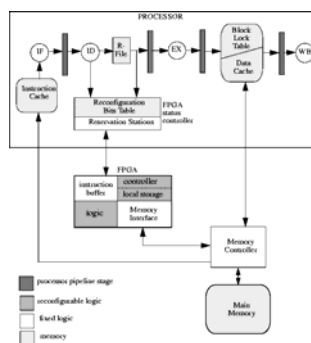 PROCESSOR
IF
ID
R-File
EX
Block
Lock
Table
Data
Cache
WB
Instruction
Cache
Reconfiguration
Bits Table
Reservation Stations
FPGA
status
controller
FPGA
instruction
buffer
controller
local storage
logic
Memory
Interface
Memory
Controller
Main
Memory
processor pipeline stage
reconfigurable logic
fixed logic
memory